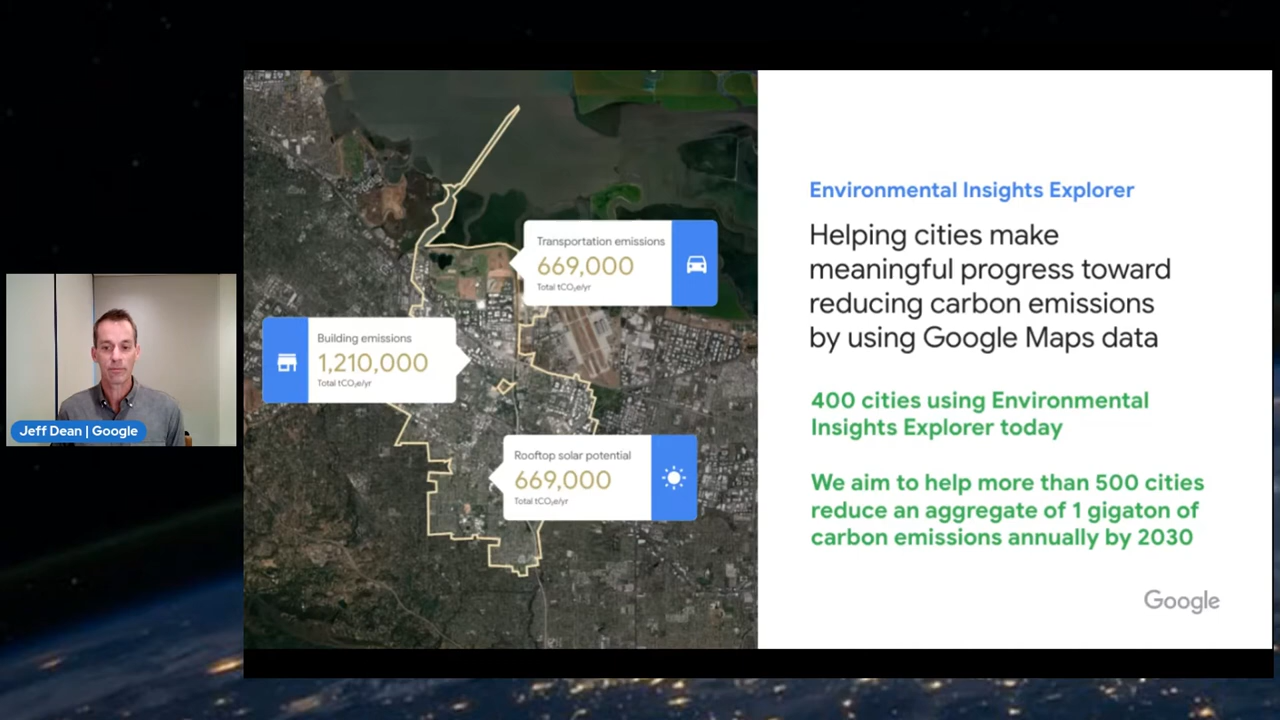 Environmental Insights Explorer
Helping cities make
meaningful progress toward
reducing carbon emissions
by using Google Maps data
400 cities using Environmental
Insights Explorer today
We aim to help more than 500 cities
reduce an aggregate of 1 gigaton of
carbon emissions annually by 2030
Google
Transportation emissions
669,000
Total tCO₂e/yr
Building emissions
1,210,000
Total tCO₂e/yr
Rooftop solar potential
669,000
Total tCO₂e/yr
Jeff Dean | Google